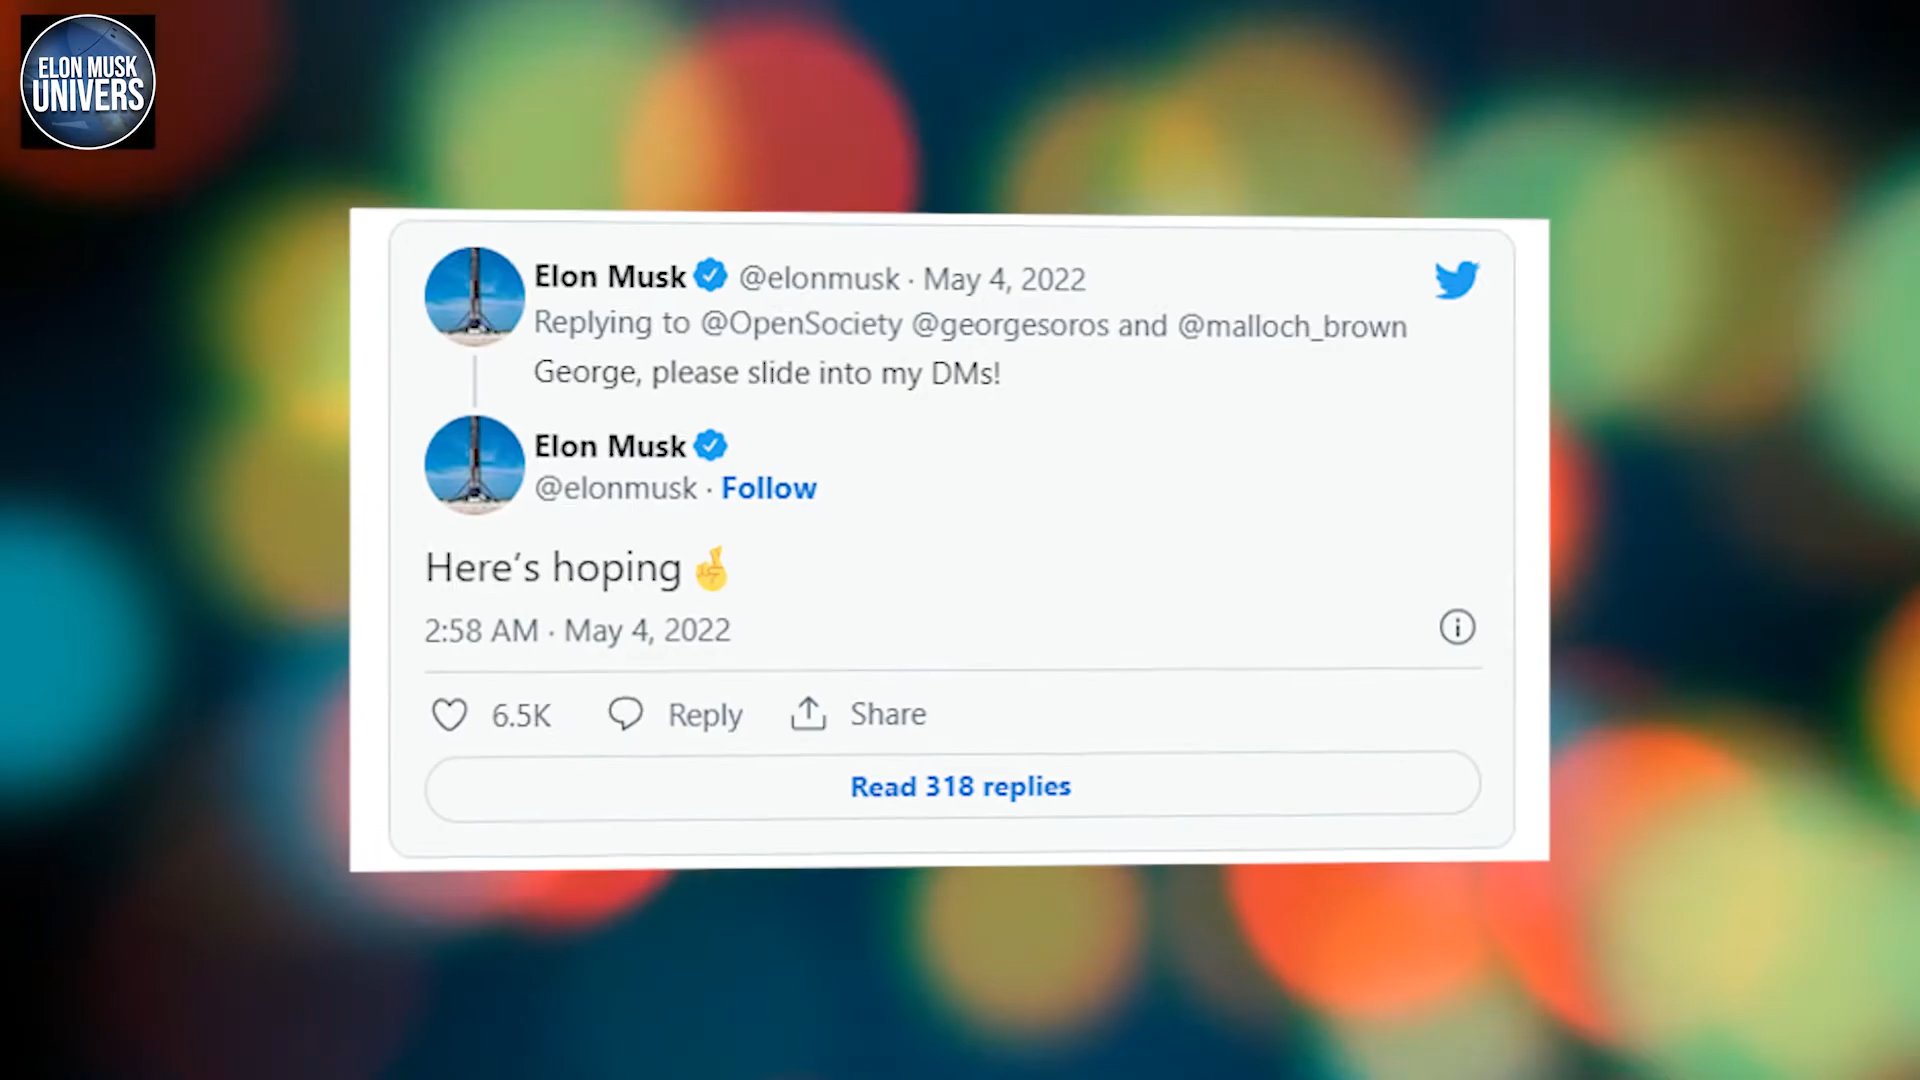 ELON MUSK
UNIVERS
Elon Musk @elonmusk · May 4, 2022
Replying to @OpenSociety @georgesoros and @malloch_brown
George, please slide into my DMs!
Elon Musk
@elonmusk · Follow
Here's hoping 🤞
2:58 AM · May 4, 2022
6.5K Reply Share
Read 318 replies